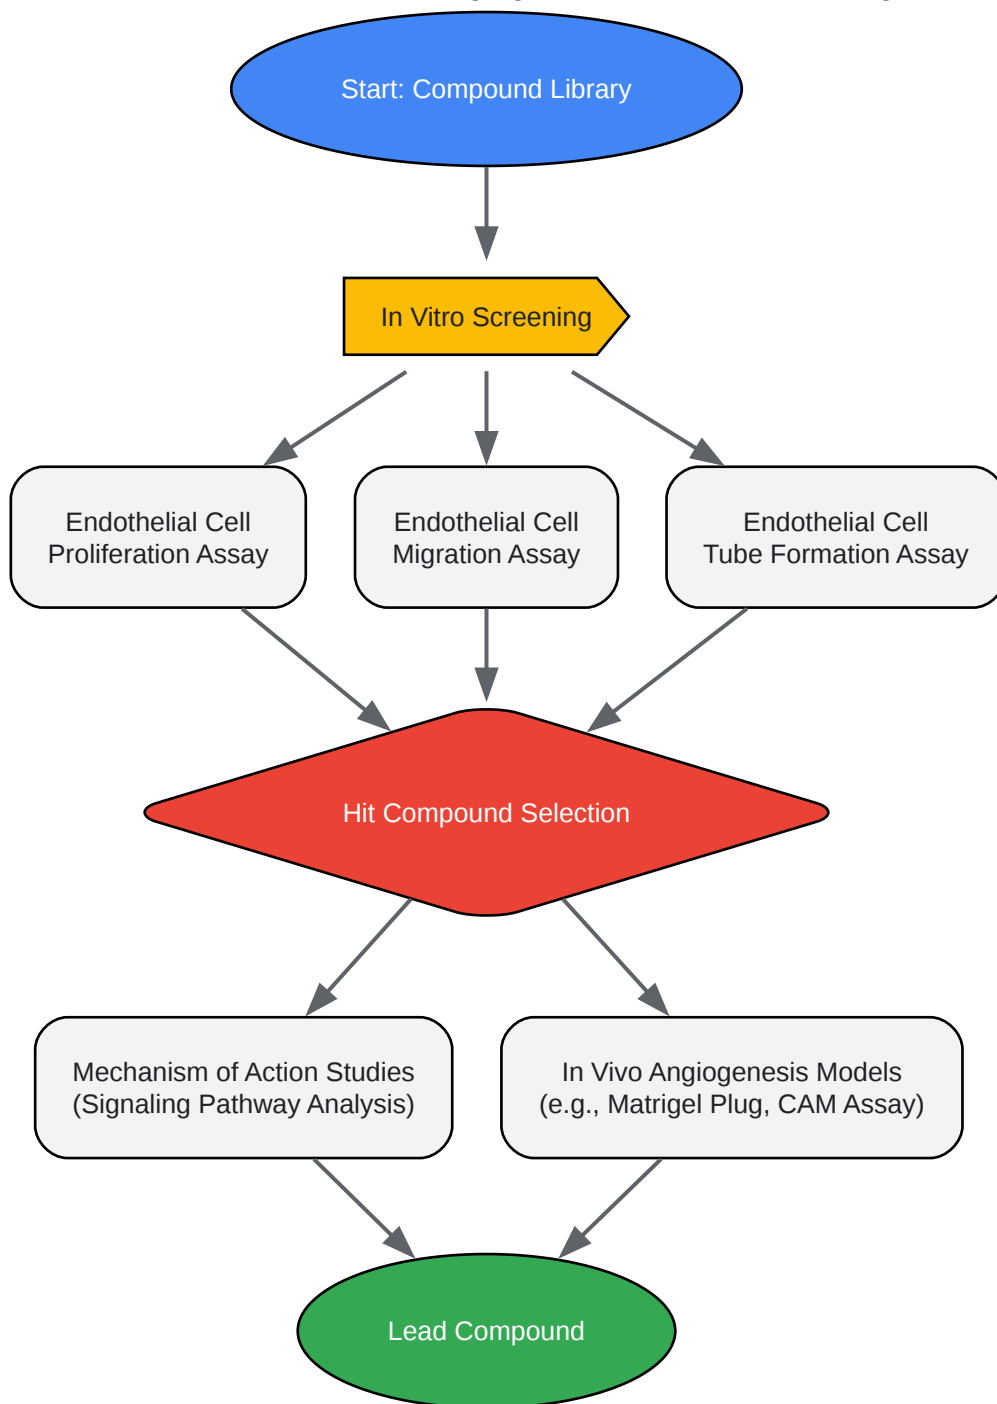 Start: Compound Library
In Vitro Screening
Endothelial Cell
Proliferation Assay
Endothelial Cell
Migration Assay
Endothelial Cell
Tube Formation Assay
Hit Compound Selection
Mechanism of Action Studies
(Signaling Pathway Analysis)
In Vivo Angiogenesis Models
(e.g., Matrigel Plug, CAM Assay)
Lead Compound